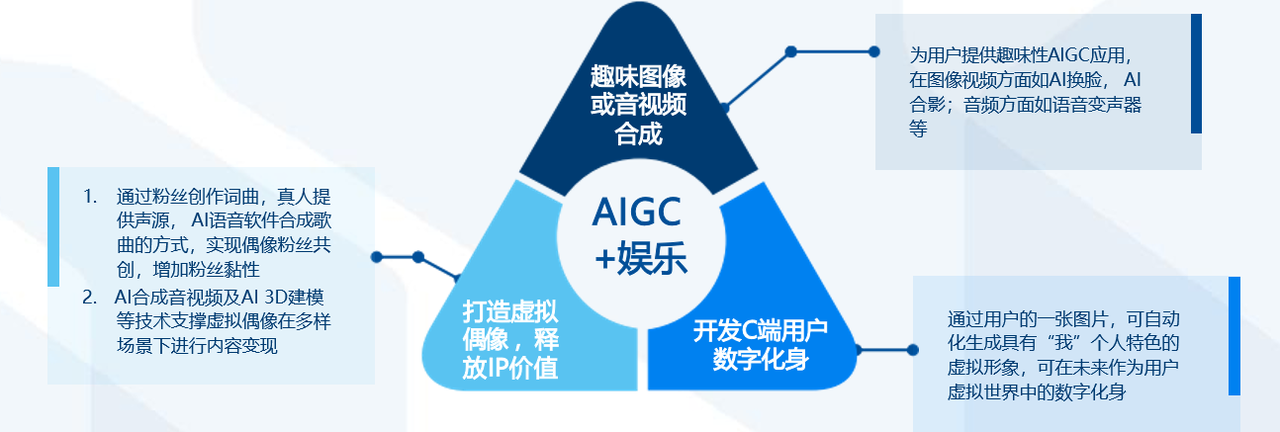 趣味图像
或音视频
合成
为用户提供趣味性AIGC应用，
在图像视频方面如AI换脸， AI
合影；音频方面如语音变声器
等
AIGC
+娱乐
1. 通过粉丝创作词曲，真人提
供声源， AI语音软件合成歌
曲的方式，实现偶像粉丝共
创，增加粉丝黏性
2. AI合成音视频及AI 3D建模
等技术支撑虚拟偶像在多样
场景下进行内容变现
打造虚拟
偶像 ，释
放IP价值
开发C端用户
数字化身
通过用户的一张图片，可自动
化生成具有“我”个人特色的
虚拟形象，可在未来作为用户
虚拟世界中的数字化身